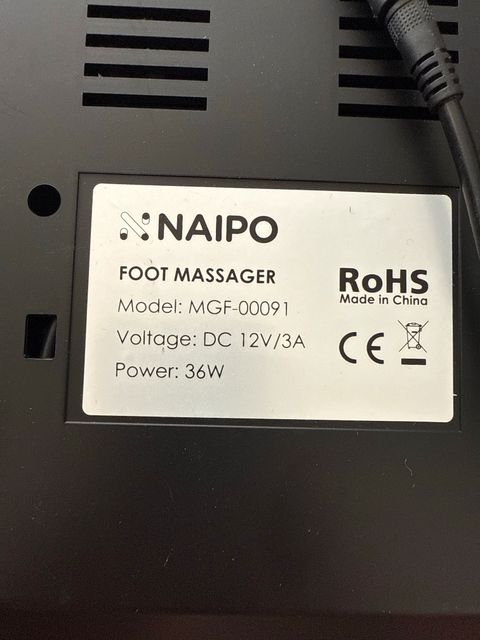 NAIPO
FOOT MASSAGER
Model: MGF-00091
Voltage: DC 12V/3A
Power: 36W
RoHS
Made in China
CE